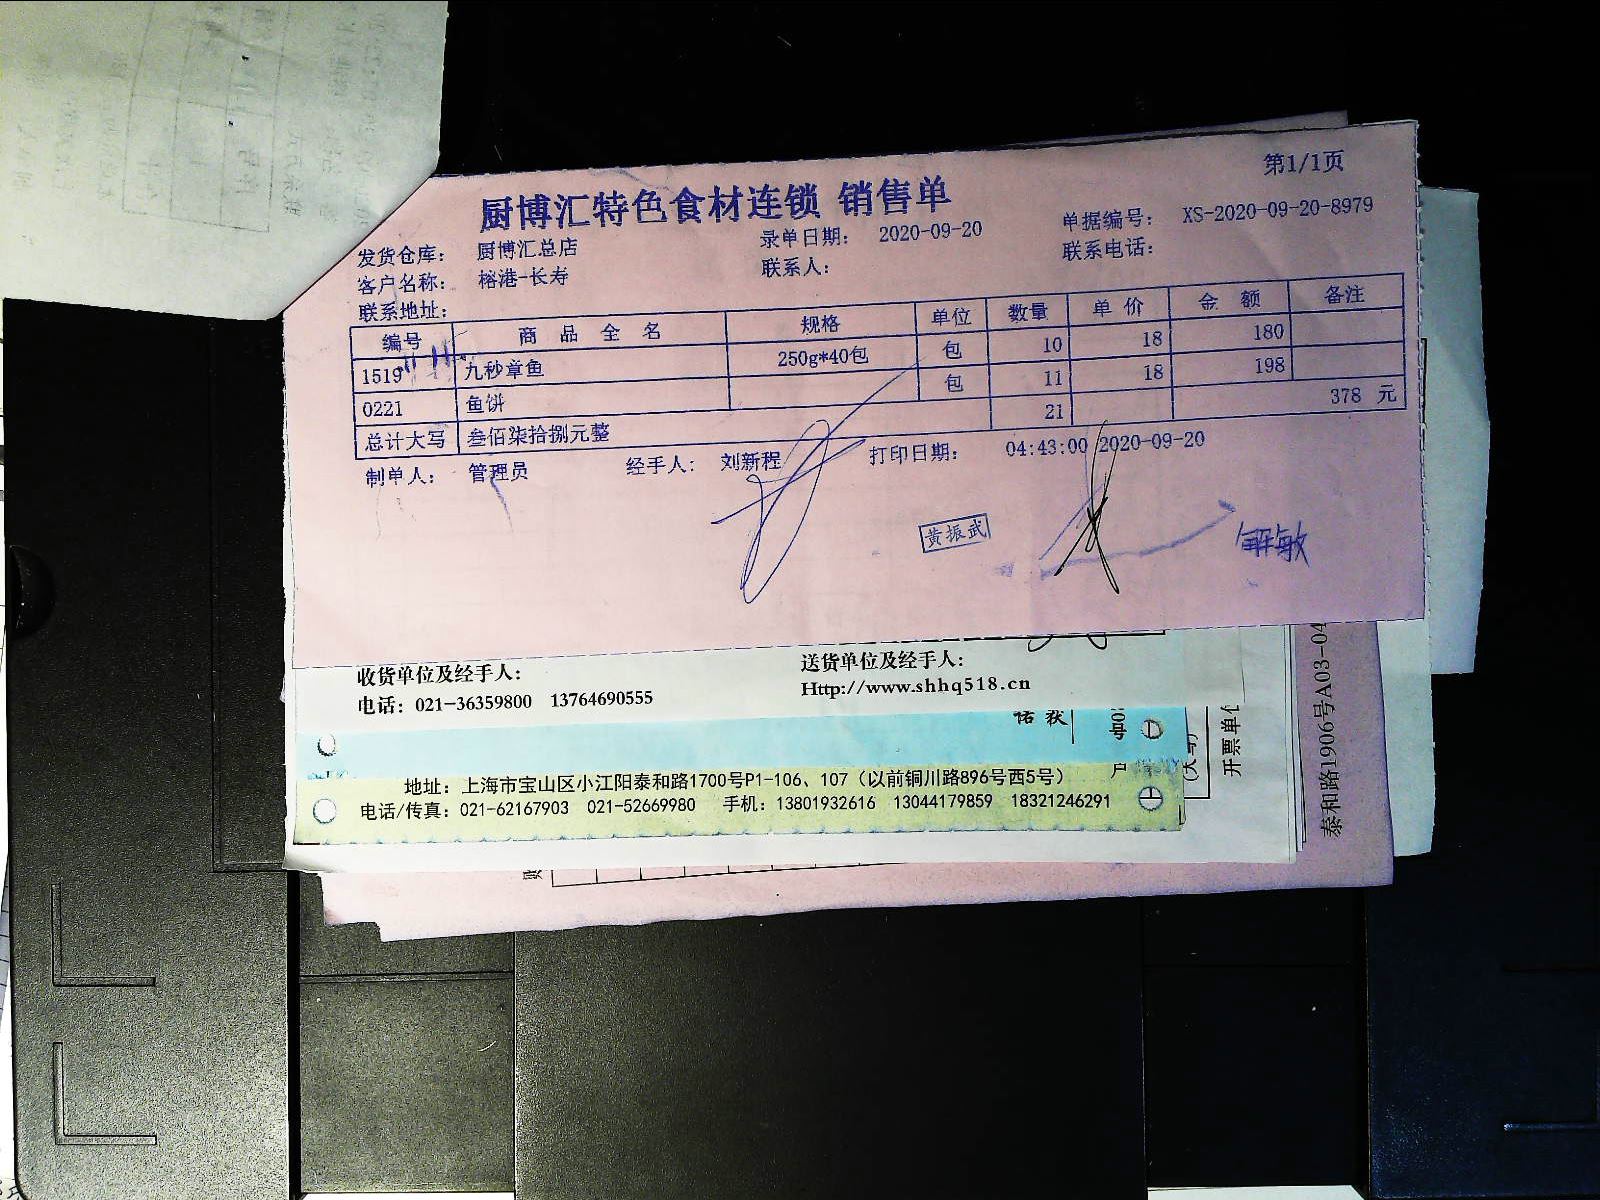 第1/1页
厨博汇特色食材连锁 销售单
发货仓库： 厨博汇总店 录单日期： 2020-09-20 单据编号： XS-2020-09-20-8979
客户名称： 榕港-长寿 联系人： 联系电话：
联系地址：
编号 商品全名 规格 单位 数量 单价 金额 备注
1519 九秒章鱼 250g*40包 包 10 18 180
0221 鱼饼 包 11 18 198
总计大写 叁佰柒拾捌元整 21 378 元
制单人： 管理员 经手人： 刘新程 打印日期： 04:43:00 2020-09-20
黄振武
解敏
收货单位及经手人： 送货单位及经手人：
电话：021-36359800 13764690555 Http://www.shhq518.cn
地址：上海市宝山区小江阳泰和路1700号P1-106、107（以前铜川路896号西5号）
电话/传真：021-62167903 021-52669980 手机：13801932616 13044179859 18321246291
开票单位
泰和路1906号A03-04